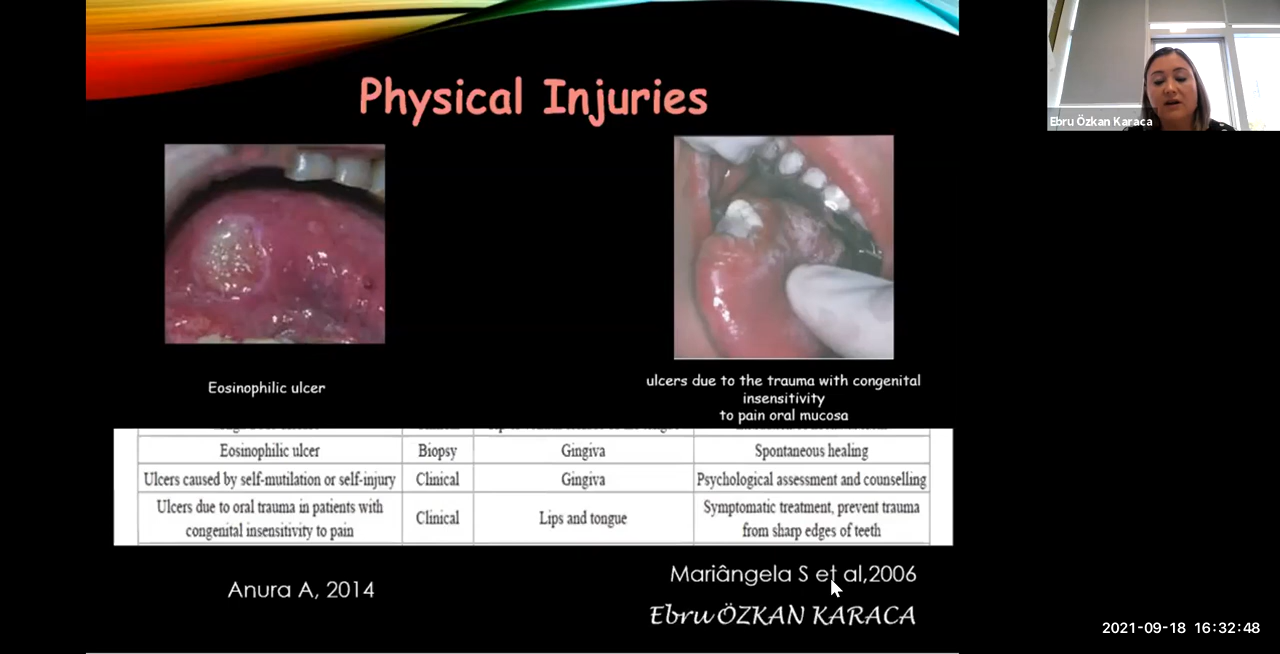 Physical Injuries
Ebru Özkan Karaca
Eosinophilic ulcer
ulcers due to the trauma with congenital
insensitivity
to pain oral mucosa
Eosinophilic ulcer Biopsy Gingiva Spontaneous healing
Ulcers caused by self-mutilation or self-injury Clinical Gingiva Psychological assessment and counselling
Ulcers due to oral trauma in patients with
congenital insensitivity to pain
Clinical
Lips and tongue
Symptomatic treatment, prevent trauma
from sharp edges of teeth
Anura A, 2014
Mariângela S et al,2006
Ebru ÖZKAN KARACA
2021-09-18 16:32:48